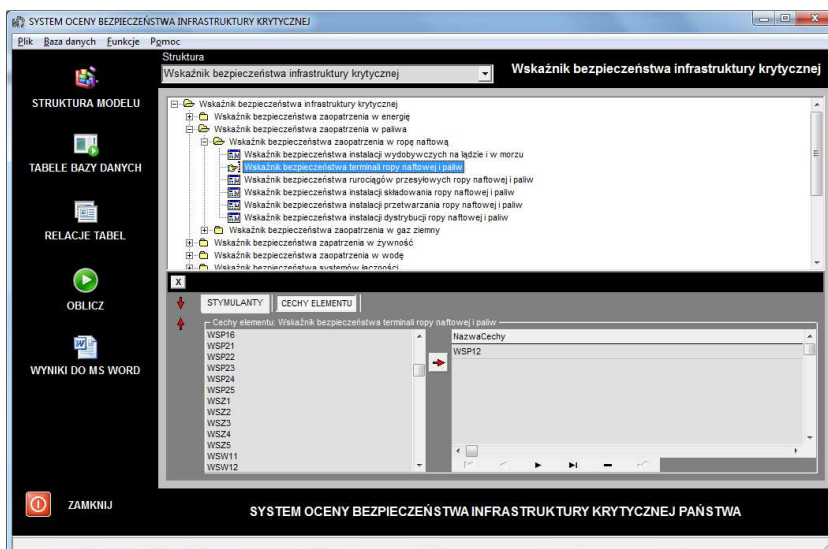 SYSTEM OCENY BEZPIECZEŃSTWA INFRASTRUKTURY KRYTYCZNEJ
Plik Baza danych Funkcje Pomoc
Struktura
Wskaźnik bezpieczeństwa infrastruktury krytycznej
Wskaźnik bezpieczeństwa infrastruktury krytycznej
STRUKTURA MODELU
TABELE BAZY DANYCH
RELACJE TABEL
OBLICZ
WYNIKI DO MS WORD
ZAMKNIJ
Wskaźnik bezpieczeństwa infrastruktury krytycznej
Wskaźnik bezpieczeństwa zaopatrzenia w energię
Wskaźnik bezpieczeństwa zaopatrzenia w paliwa
Wskaźnik bezpieczeństwa zaopatrzenia w ropę naftową
Wskaźnik bezpieczeństwa instalacji wydobywczych na lądzie i w morzu
Wskaźnik bezpieczeństwa terminali ropy naftowej i paliw
Wskaźnik bezpieczeństwa rurociągów przesyłowych ropy naftowej i paliw
Wskaźnik bezpieczeństwa instalacji składowania ropy naftowej i paliw
Wskaźnik bezpieczeństwa instalacji przetwarzania ropy naftowej i paliw
Wskaźnik bezpieczeństwa instalacji dystrybucji ropy naftowej i paliw
Wskaźnik bezpieczeństwa zaopatrzenia w gaz ziemny
Wskaźnik bezpieczeństwa zapatrzenia w żywność
Wskaźnik bezpieczeństwa zaopatrzenia w wodę
Wskaźnik bezpieczeństwa systemów łączności
X
STYMULANTY CECHY ELEMENTU
Cechy elementu: Wskaźnik bezpieczeństwa terminali ropy naftowej i paliw
WSP16
WSP21
WSP22
WSP23
WSP24
WSP25
WSZ1
WSZ2
WSZ3
WSZ4
WSZ5
WSW11
WSW12
NazwaCechy
WSP12
SYSTEM OCENY BEZPIECZEŃSTWA INFRASTRUKTURY KRYTYCZNEJ PAŃSTWA